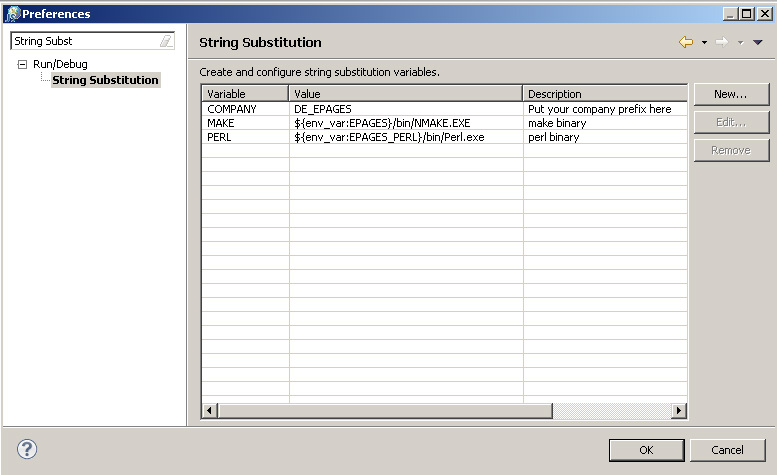 Preferences
String Subst
Run/Debug
String Substitution
String Substitution
Create and configure string substitution variables.
Variable Value Description
COMPANY DE_EPAGES Put your company prefix here
MAKE ${env_var:EPAGES}/bin/NMAKE.EXE make binary
PERL ${env_var:EPAGES_PERL}/bin/Perl.exe perl binary
New...
Edit...
Remove
?
OK Cancel